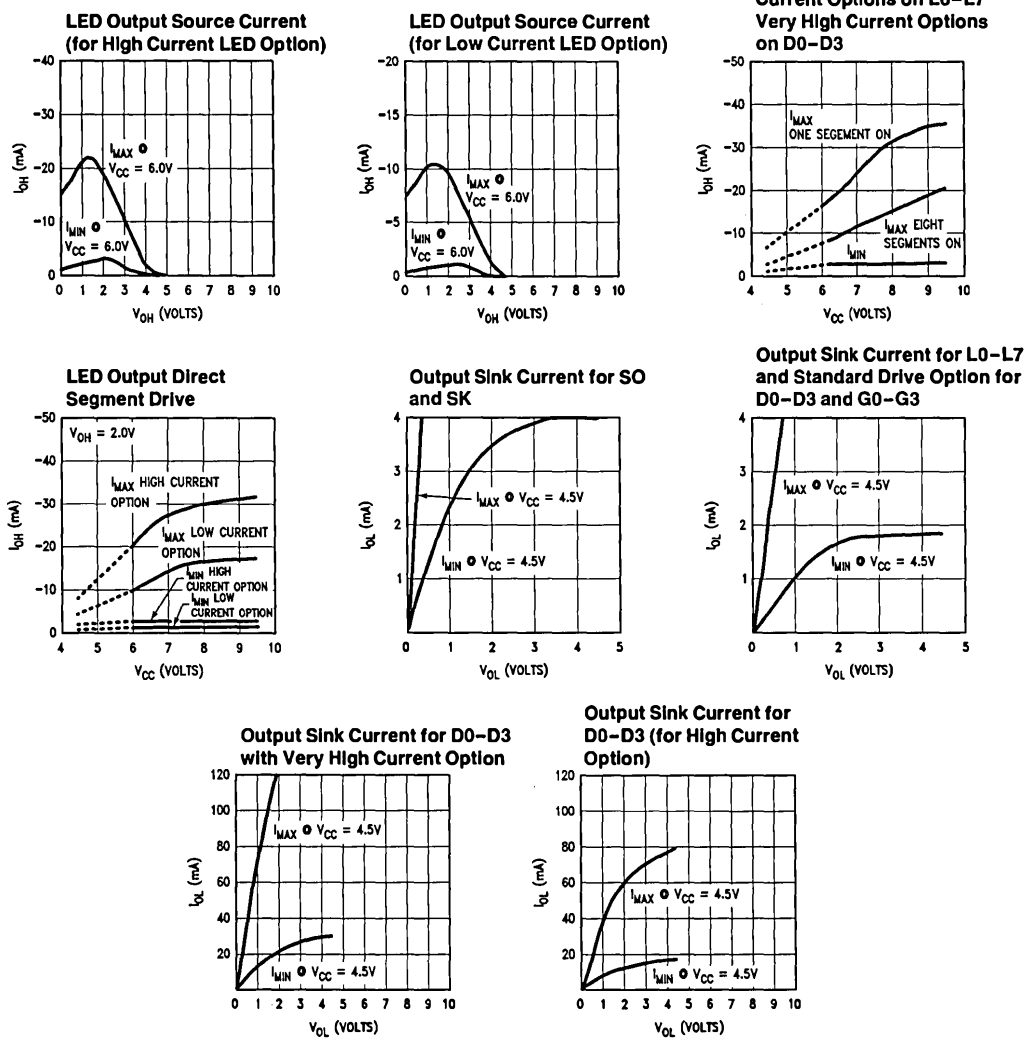 LED Output Source Current
(for High Current LED Option)
-40
-30
-20
-10
0
I_OH (mA)
I_MAX @
V_CC = 6.0V
I_MIN @
V_CC = 6.0V
0 1 2 3 4 5 6 7 8 9 10
V_OH (VOLTS)
LED Output Source Current
(for Low Current LED Option)
-20
-15
-10
-5
0
I_OH (mA)
I_MAX @
V_CC = 6.0V
I_MIN @
V_CC = 6.0V
0 1 2 3 4 5 6 7 8 9 10
V_OH (VOLTS)
Current Options on L0–L7
Very High Current Options
on D0–D3
-50
-40
-30
-20
-10
0
I_OH (mA)
I_MAX
ONE SEGEMENT ON
I_MAX EIGHT
SEGMENTS ON
I_MIN
4 5 6 7 8 9 10
V_CC (VOLTS)
LED Output Direct
Segment Drive
-50
-40
-30
-20
-10
0
I_OH (mA)
V_OH = 2.0V
I_MAX HIGH CURRENT
OPTION
I_MAX LOW CURRENT
OPTION
I_MIN HIGH
CURRENT OPTION
I_MIN LOW
CURRENT OPTION
4 5 6 7 8 9 10
V_CC (VOLTS)
Output Sink Current for SO
and SK
4
3
2
1
I_OL (mA)
I_MAX @ V_CC = 4.5V
I_MIN @ V_CC = 4.5V
0 1 2 3 4 5
V_OL (VOLTS)
Output Sink Current for L0–L7
and Standard Drive Option for
D0–D3 and G0–G3
4
3
2
1
I_OL (mA)
I_MAX @ V_CC = 4.5V
I_MIN @ V_CC = 4.5V
0 1 2 3 4 5
V_OL (VOLTS)
Output Sink Current for D0–D3
with Very High Current Option
120
100
80
60
40
20
I_OL (mA)
I_MAX @ V_CC = 4.5V
I_MIN @ V_CC = 4.5V
0 1 2 3 4 5 6 7 8 9 10
V_OL (VOLTS)
Output Sink Current for
D0–D3 (for High Current
Option)
120
100
80
60
40
20
I_OL (mA)
I_MAX @ V_CC = 4.5V
I_MIN @ V_CC = 4.5V
0 1 2 3 4 5 6 7 8 9 10
V_OL (VOLTS)